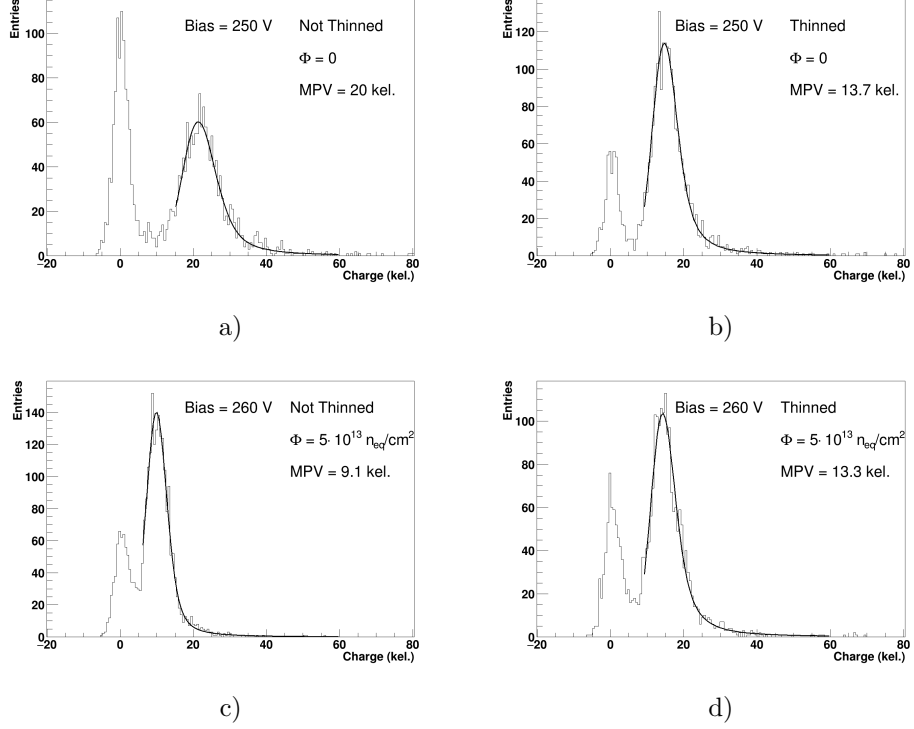 Entries
100
80
60
40
20
0
Bias = 250 V Not Thinned
Φ = 0
MPV = 20 kel.
−20 0 20 40 60 80
Charge (kel.)
a)
Entries
120
100
80
60
40
20
0
Bias = 250 V Thinned
Φ = 0
MPV = 13.7 kel.
−20 0 20 40 60 80
Charge (kel.)
b)
Entries
140
120
100
80
60
40
20
0
Bias = 260 V Not Thinned
Φ = 5· 10¹³ n_eq/cm²
MPV = 9.1 kel.
−20 0 20 40 60 80
Charge (kel.)
c)
Entries
100
80
60
40
20
0
Bias = 260 V Thinned
Φ = 5· 10¹³ n_eq/cm²
MPV = 13.3 kel.
−20 0 20 40 60 80
Charge (kel.)
d)